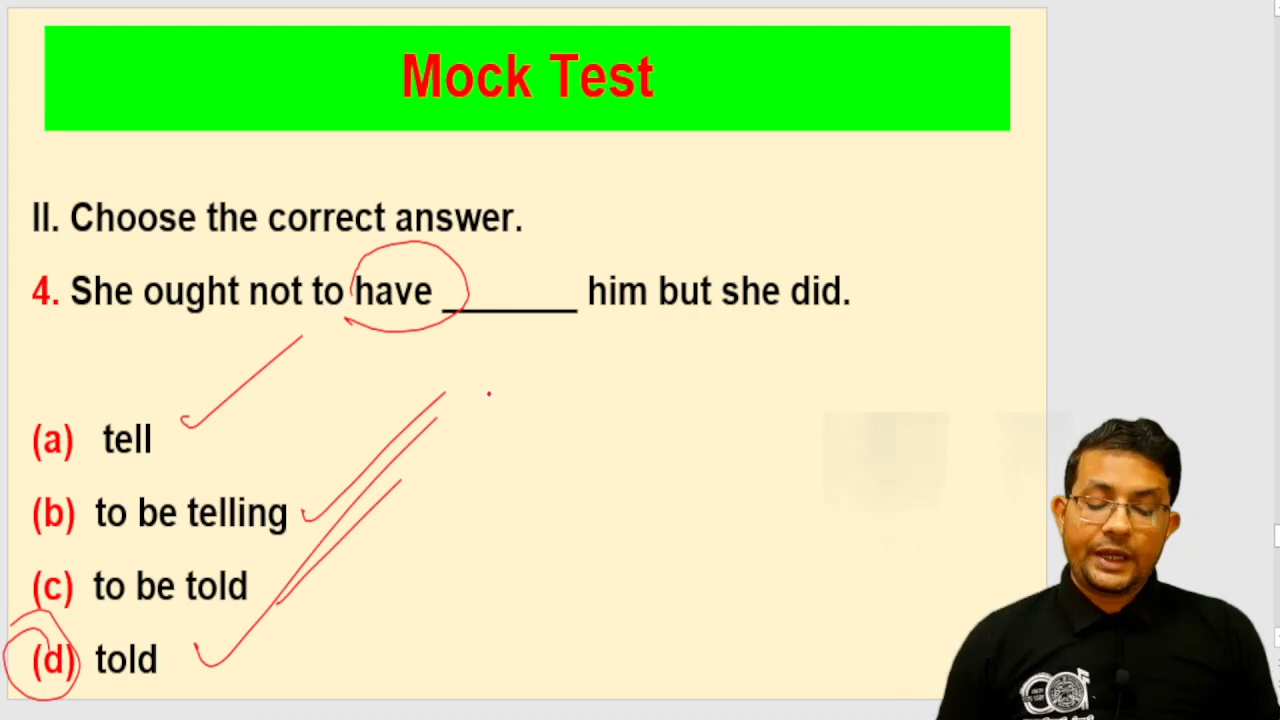 Mock Test
II. Choose the correct answer.
4. She ought not to have _______ him but she did.
(a) tell
(b) to be telling
(c) to be told
(d) told